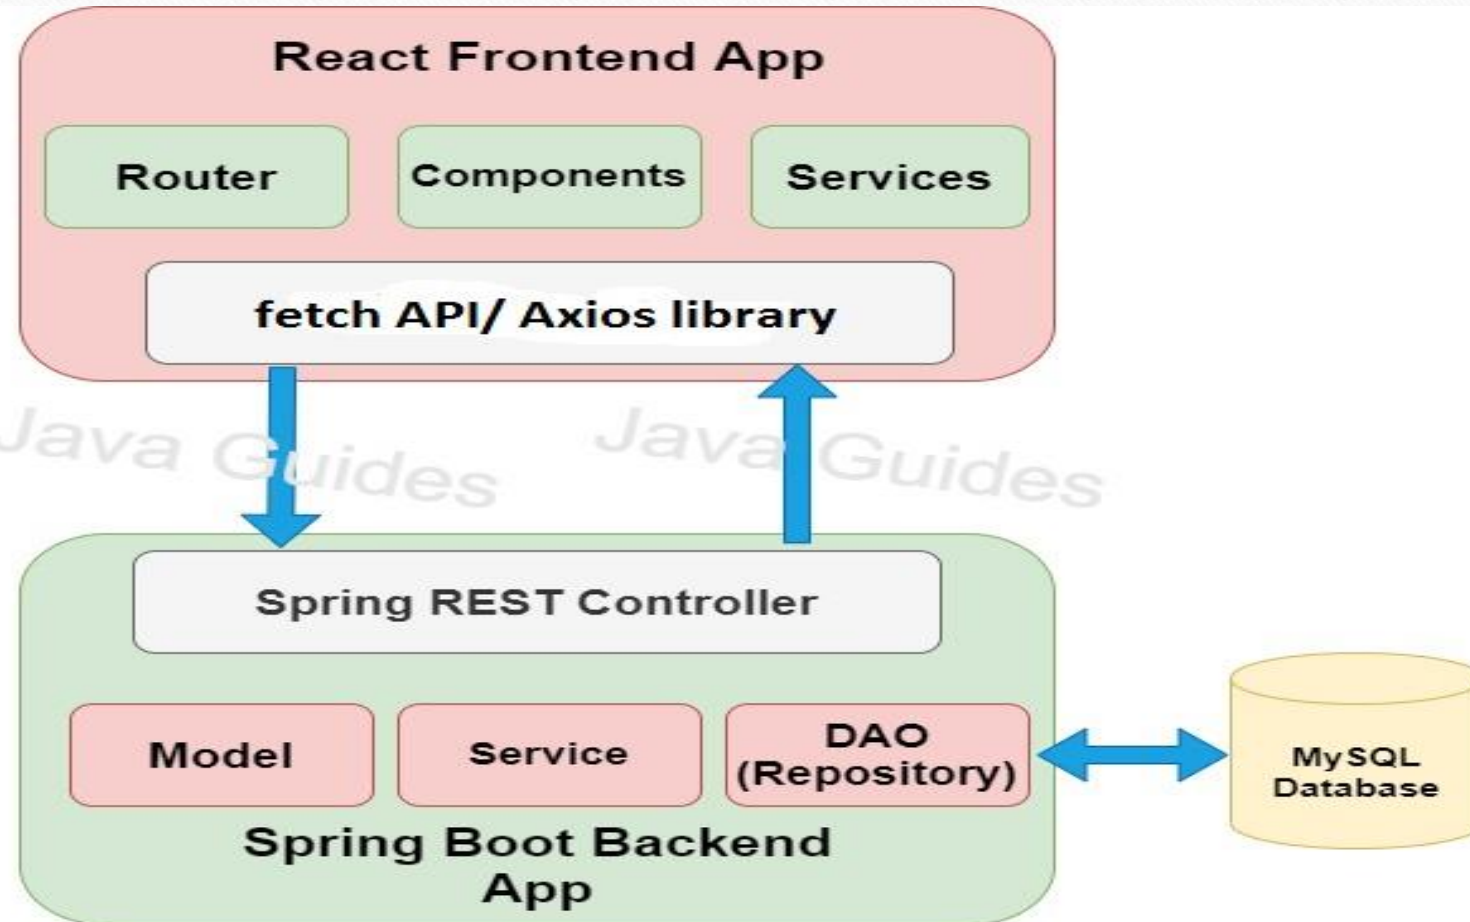 React Frontend App
Router
Components
Services
fetch API/ Axios library
Java Guides
Java Guides
Spring REST Controller
Model
Service
DAO
(Repository)
MySQL
Database
Spring Boot Backend
App